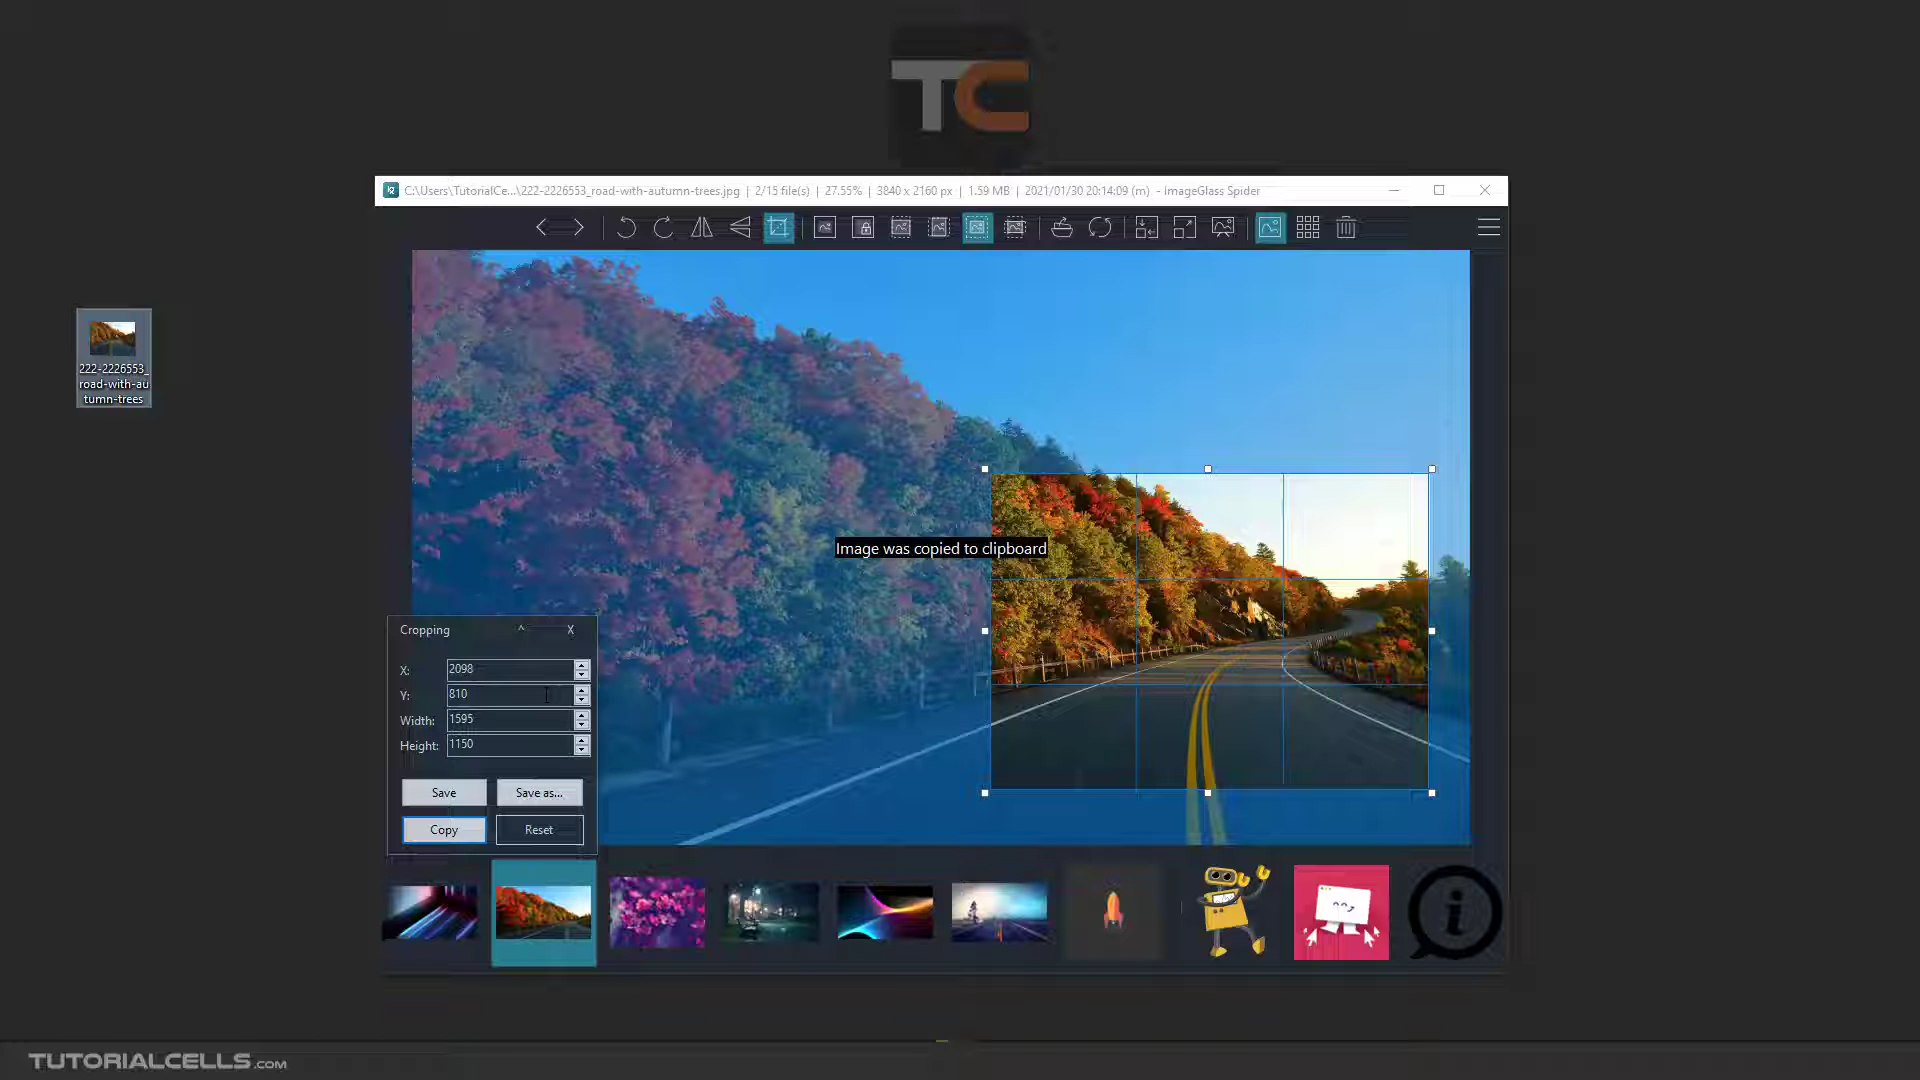 TC
C:\Users\TutorialCe...\222-2226553_road-with-autumn-trees.jpg | 2/15 file(s) | 27.55% | 3840 x 2160 px | 1.59 MB | 2021/01/30 20:14:09 (m) - ImageGlass Spider
222-2226553_
road-with-au
tumn-trees
Image was copied to clipboard
Cropping
X
X: 2098
Y: 810
Width: 1595
Height: 1150
Save Save as...
Copy Reset
TUTORIALCELLS.COM